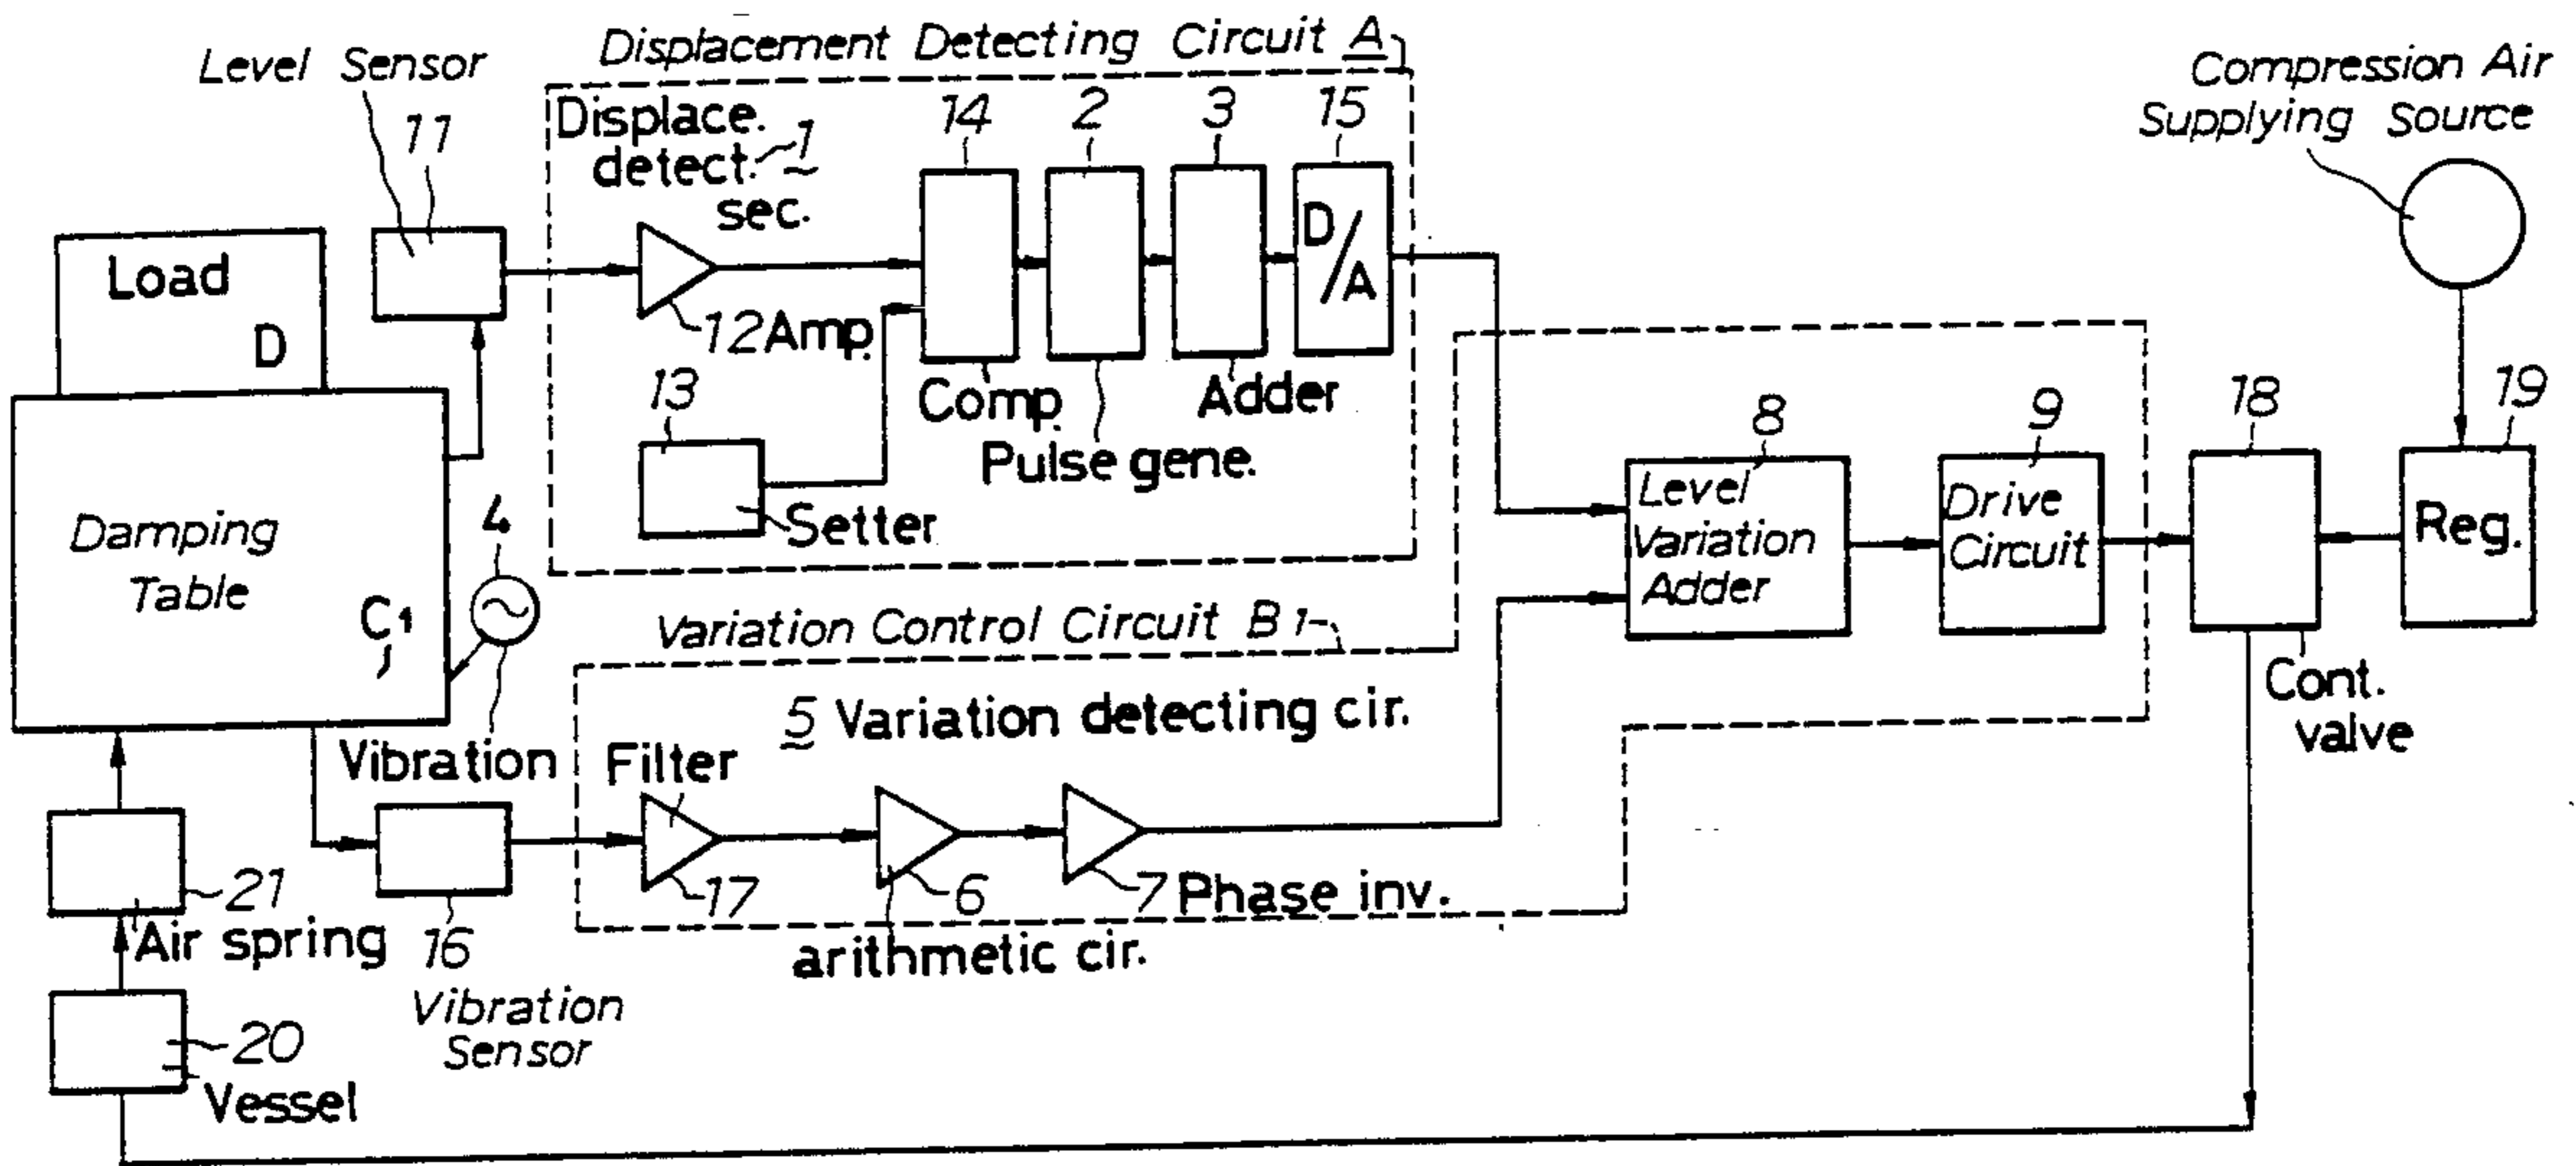 Displacement Detecting Circuit A
Level Sensor
Compression Air
Supplying Source
11
Displace.
detect. 1
sec.
14
2
3
15
Load
D
D/A
12 Amp.
Comp.
Adder
Pulse gene.
13
Setter
8
9
18
19
Level
Variation
Adder
Drive
Circuit
Reg.
Damping
Table
C1
4
Variation Control Circuit B1
5 Variation detecting cir.
Cont.
valve
Vibration
Filter
17
6
7 Phase inv.
21
Air spring
16
arithmetic cir.
Vibration
Sensor
20
Vessel